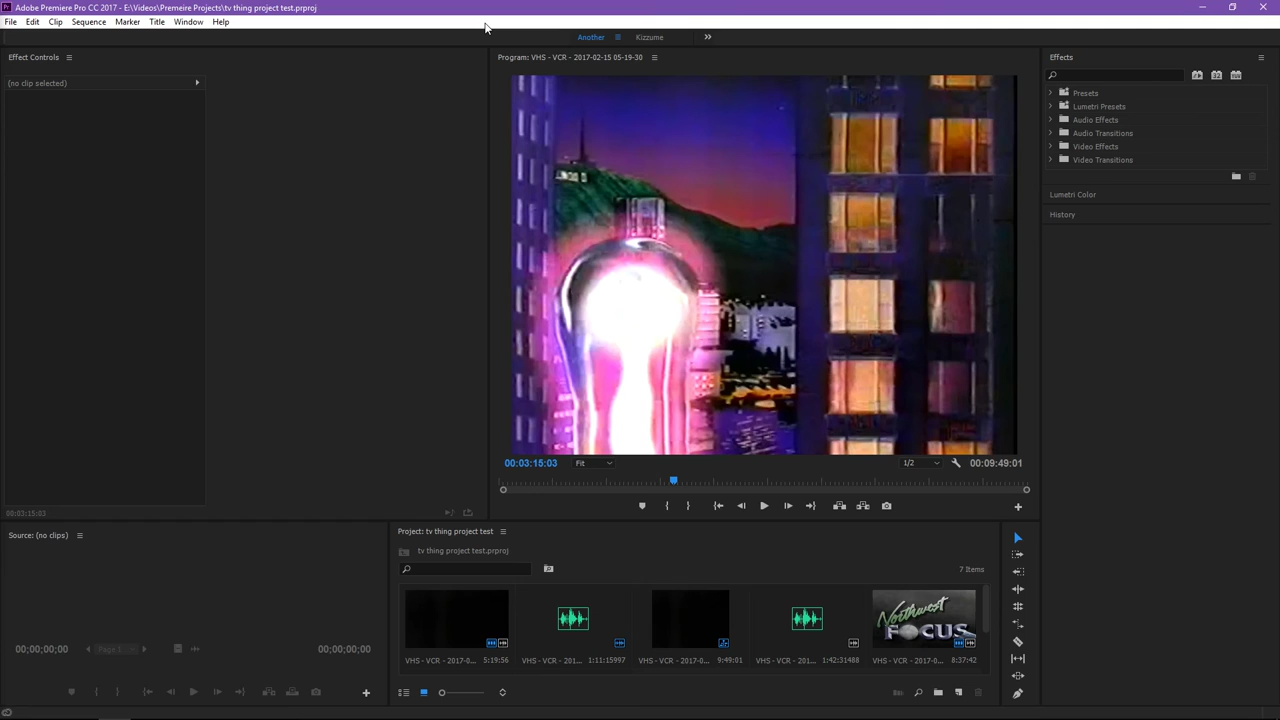 Adobe Premiere Pro CC 2017 - E:\Videos\Premeire Projects\tv thing project test.prproj
File Edit Clip Sequence Marker Title Window Help
Another Kizzume
Effect Controls
(no clip selected)
00:03:15:03
Program: VHS - VCR - 2017-02-15 05-19-30
00:03:15:03 Fit 1/2 00:09:49:01
Effects
Presets
Lumetri Presets
Audio Effects
Audio Transitions
Video Effects
Video Transitions
Lumetri Color
History
Source: (no clips)
00;00;00;00 Page 1 00;00;00;00
Project: tv thing project test
tv thing project test.prproj
7 Items
Northwest
FOCUS
VHS - VCR - 2017-0... 5:19:56 VHS - VCR - 201... 1:11:15997 VHS - VCR - 2017-0... 9:49:01 VHS - VCR - 201... 1:42:31488 VHS - VCR - 2017-0... 8:37:42